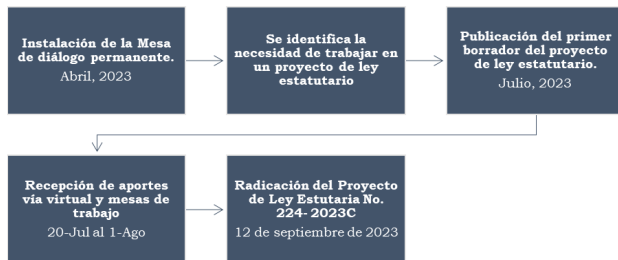 Instalación de la Mesa
de diálogo permanente.
Abril, 2023
Se identifica la
necesidad de trabajar en
un proyecto de ley
estatutario
Publicación del primer
borrador del proyecto
de ley estatutario.
Julio, 2023
Recepción de aportes
vía virtual y mesas de
trabajo
20-Jul al 1-Ago
Radicación del Proyecto
de Ley Estutaria No.
224- 2023C
12 de septiembre de 2023